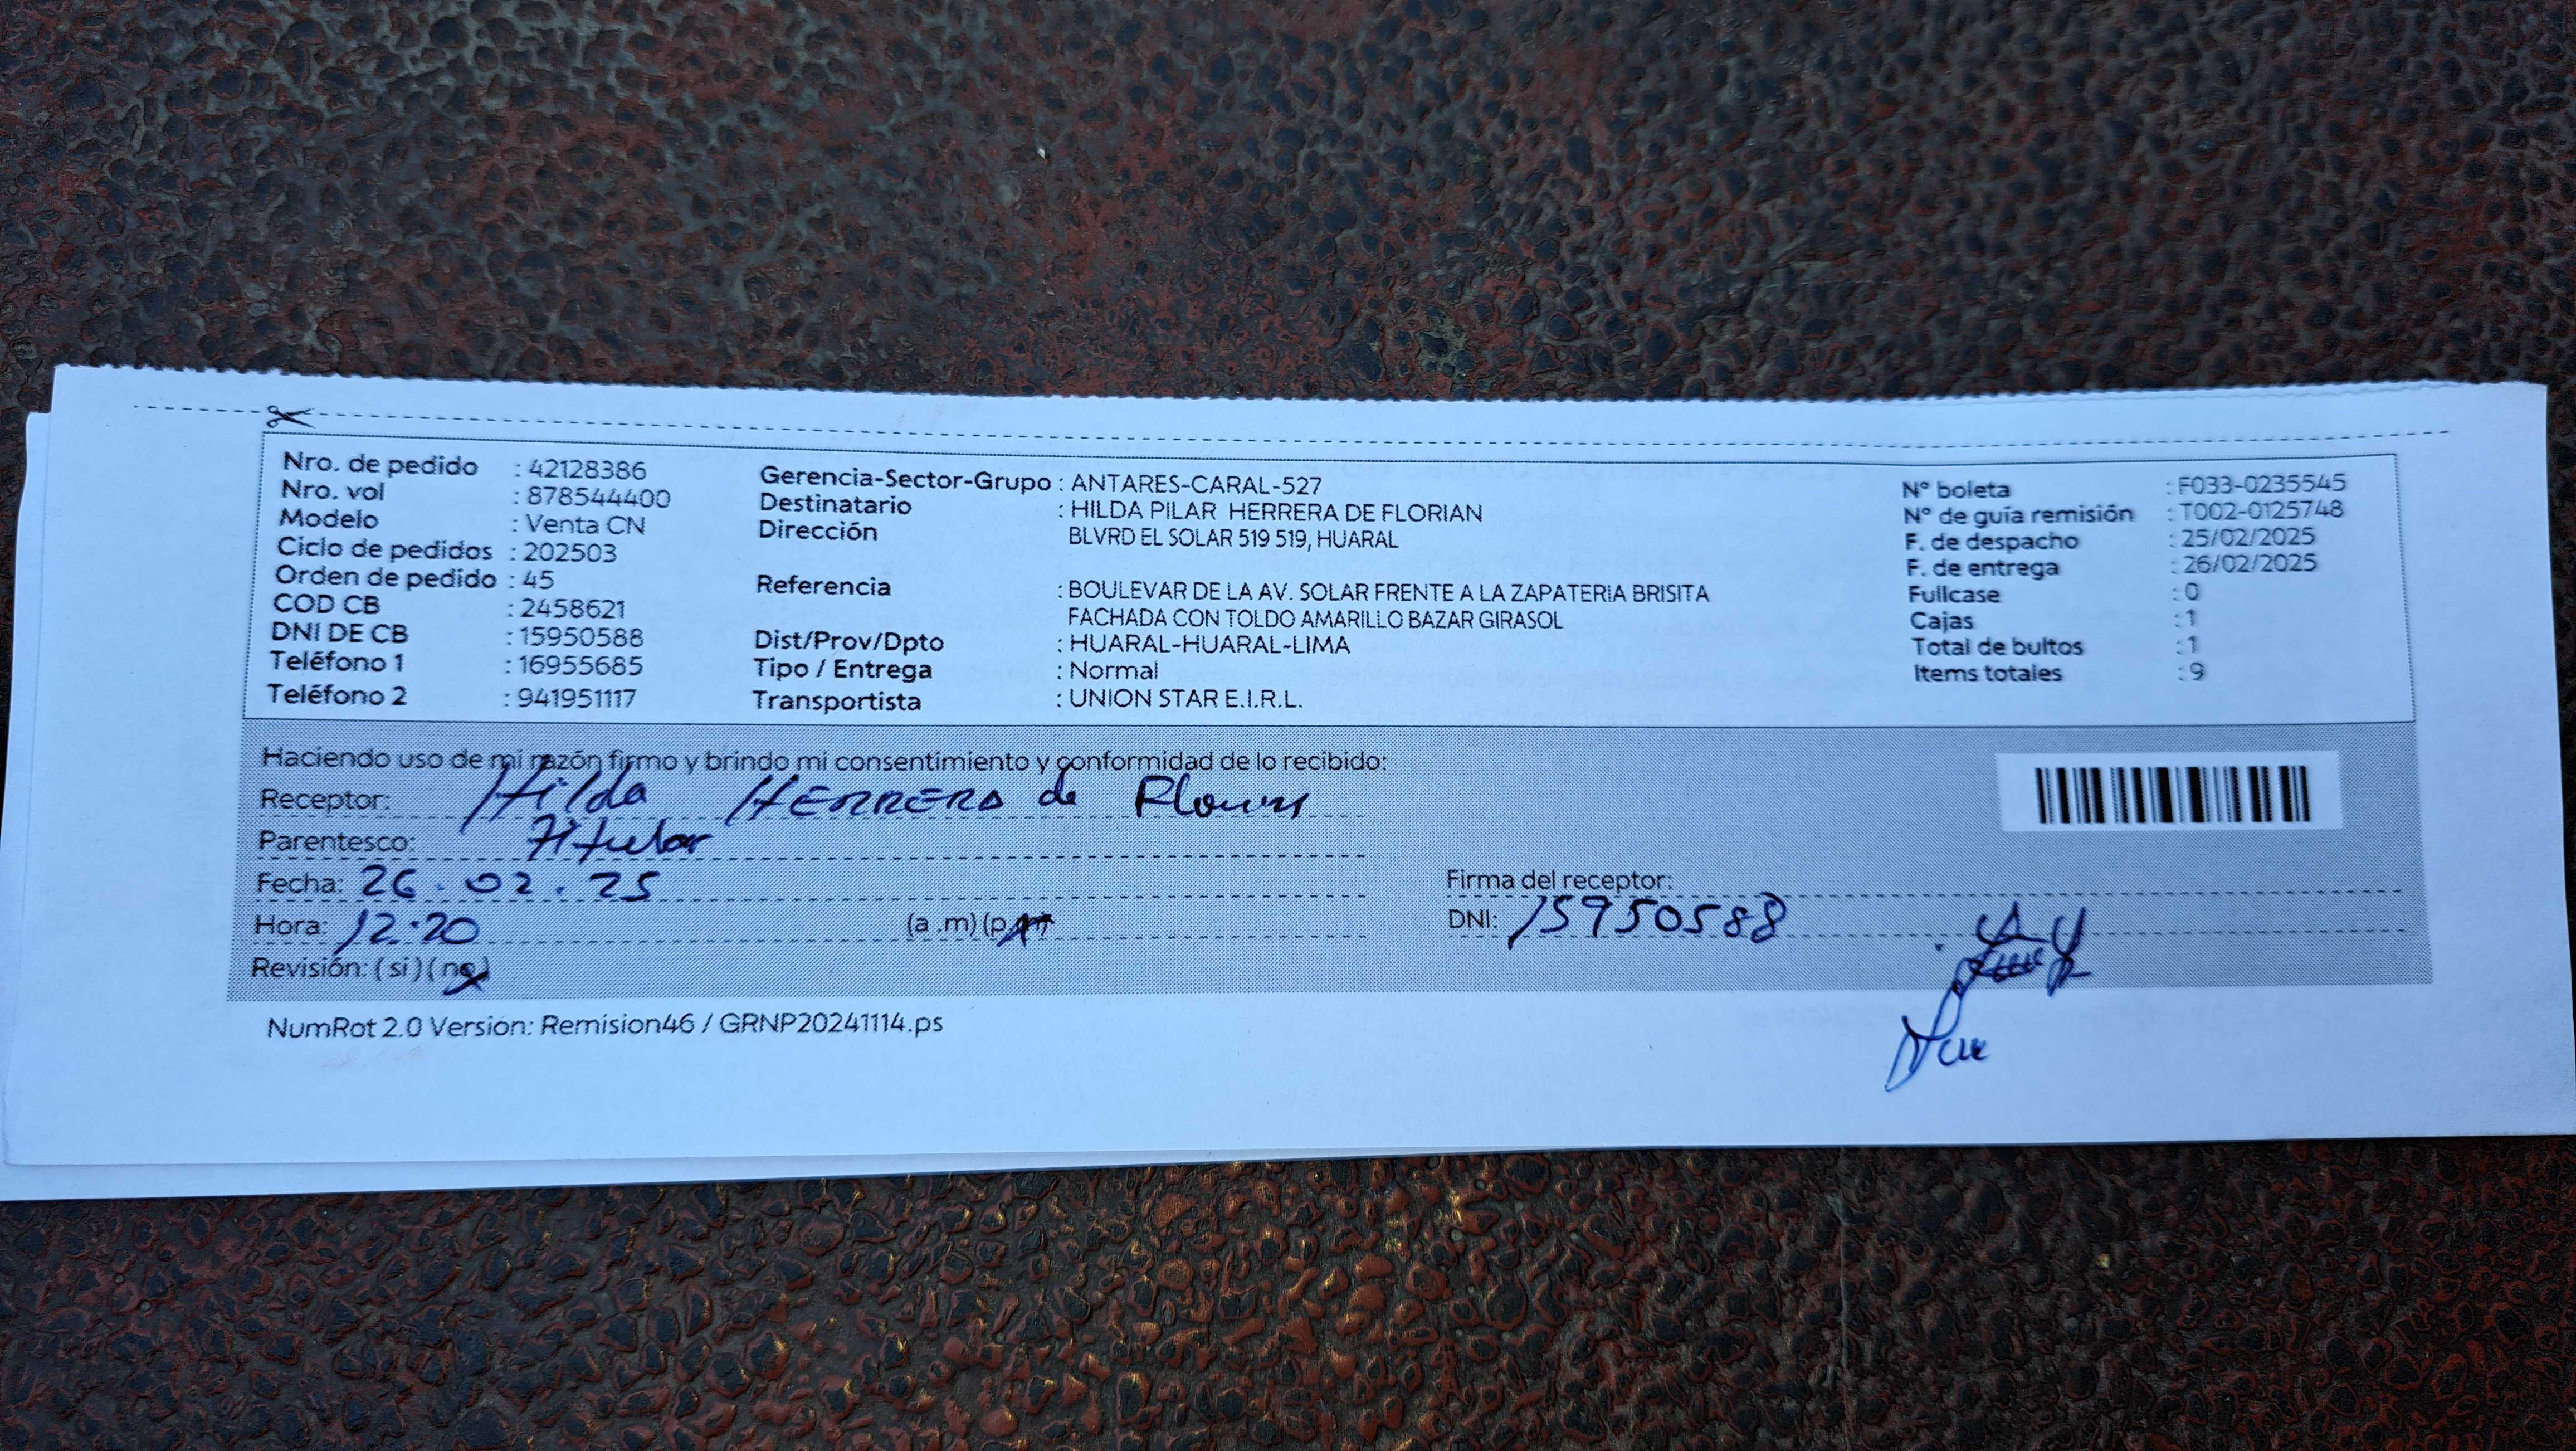 Nro. de pedido : 42128386
Nro. vol : 878544400
Modelo : Venta CN
Ciclo de pedidos : 202503
Orden de pedido : 45
COD CB : 2458621
DNI DE CB : 15950588
Teléfono 1 : 16955685
Teléfono 2 : 941951117
Gerencia-Sector-Grupo : ANTARES-CARAL-527
Destinatario : HILDA PILAR HERRERA DE FLORIAN
Dirección BLVRD EL SOLAR 519 519, HUARAL
Referencia : BOULEVAR DE LA AV. SOLAR FRENTE A LA ZAPATERIA BRISITA
FACHADA CON TOLDO AMARILLO BAZAR GIRASOL
Dist/Prov/Dpto : HUARAL-HUARAL-LIMA
Tipo / Entrega : Normal
Transportista : UNION STAR E.I.R.L.
N° boleta : F033-0235545
N° de guía remisión : T002-0125748
F. de despacho : 25/02/2025
F. de entrega : 26/02/2025
Fullcase : 0
Cajas : 1
Total de bultos : 1
Items totales : 9
Haciendo uso de mi razón firmo y brindo mi consentimiento y conformidad de lo recibido:
Receptor: Hilda HERRERA de
Parentesco: Titular
Fecha: 26.02.25
Hora: 12:20 (a .m) (p.m)
Revisión: ( si ) ( no )
Firma del receptor:
DNI: 15950588
NumRot 2.0 Version: Remision46 / GRNP20241114.ps